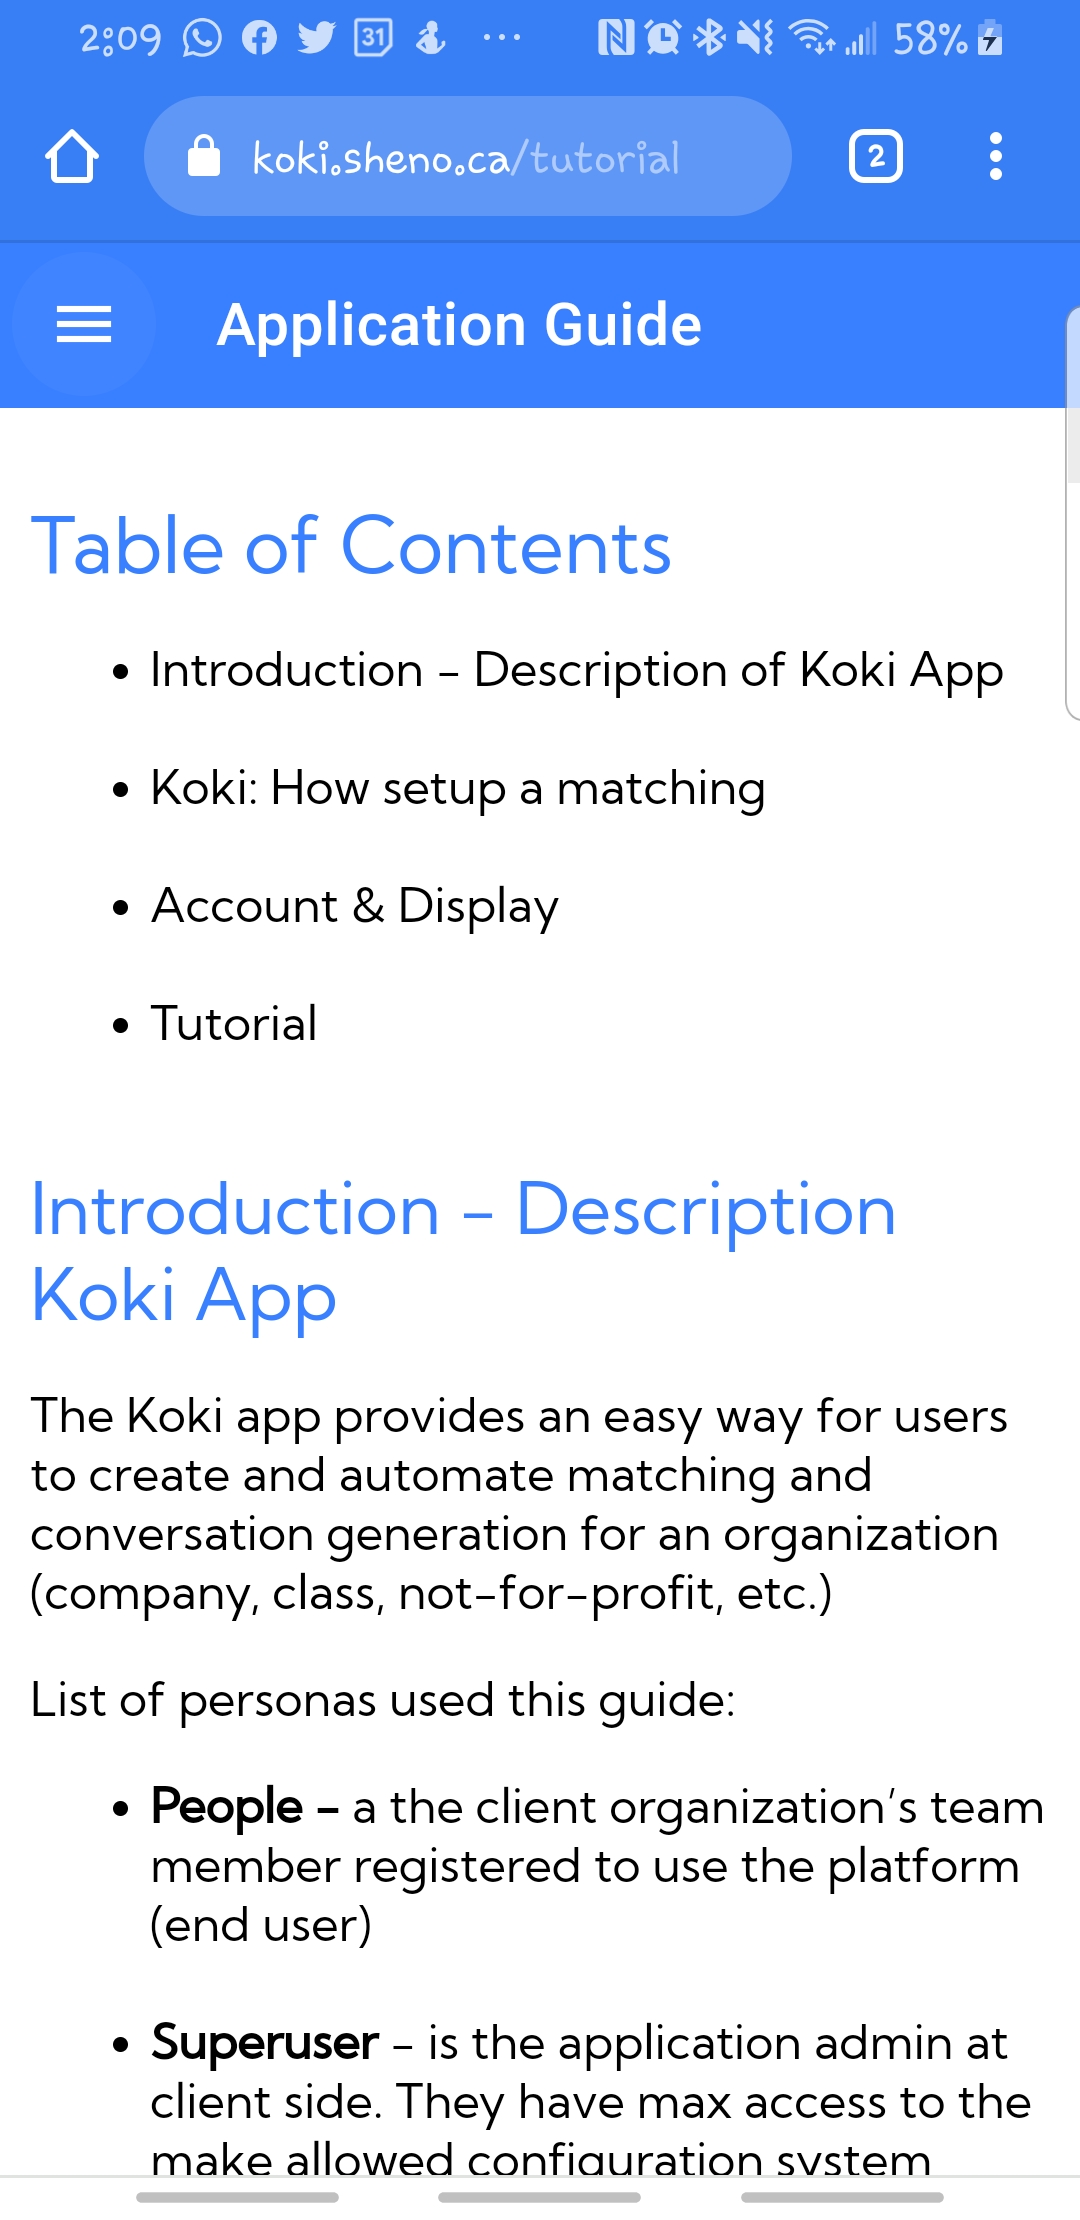 2:09 31 58%
koki.sheno.ca/tutorial 2
Application Guide
Table of Contents
• Introduction – Description of Koki App
• Koki: How setup a matching
• Account & Display
• Tutorial
Introduction – Description
Koki App
The Koki app provides an easy way for users
to create and automate matching and
conversation generation for an organization
(company, class, not-for-profit, etc.)
List of personas used this guide:
• People – a the client organization's team
member registered to use the platform
(end user)
• Superuser – is the application admin at
client side. They have max access to the
make allowed configuration system